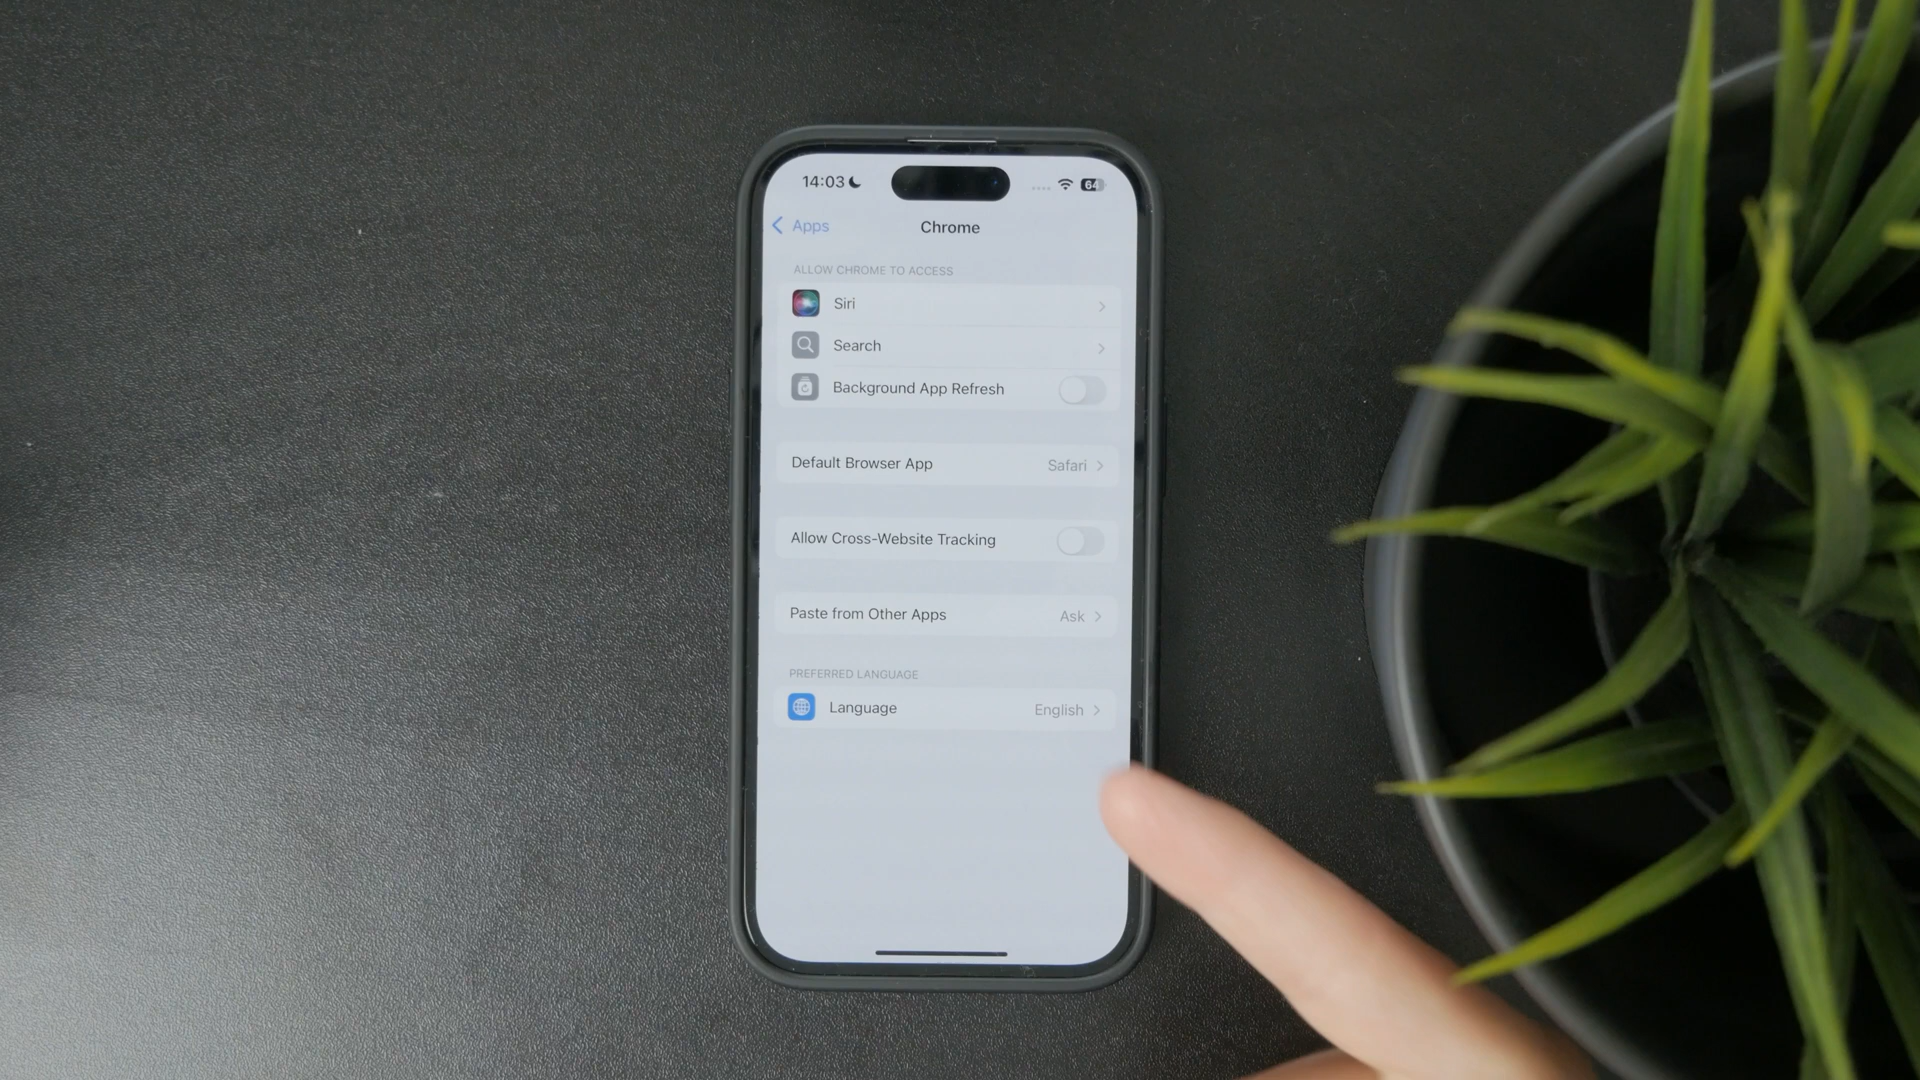 14:03
64
Apps
Chrome
ALLOW CHROME TO ACCESS
Siri
Search
Background App Refresh
Default Browser App Safari
Allow Cross-Website Tracking
Paste from Other Apps Ask
PREFERRED LANGUAGE
Language English